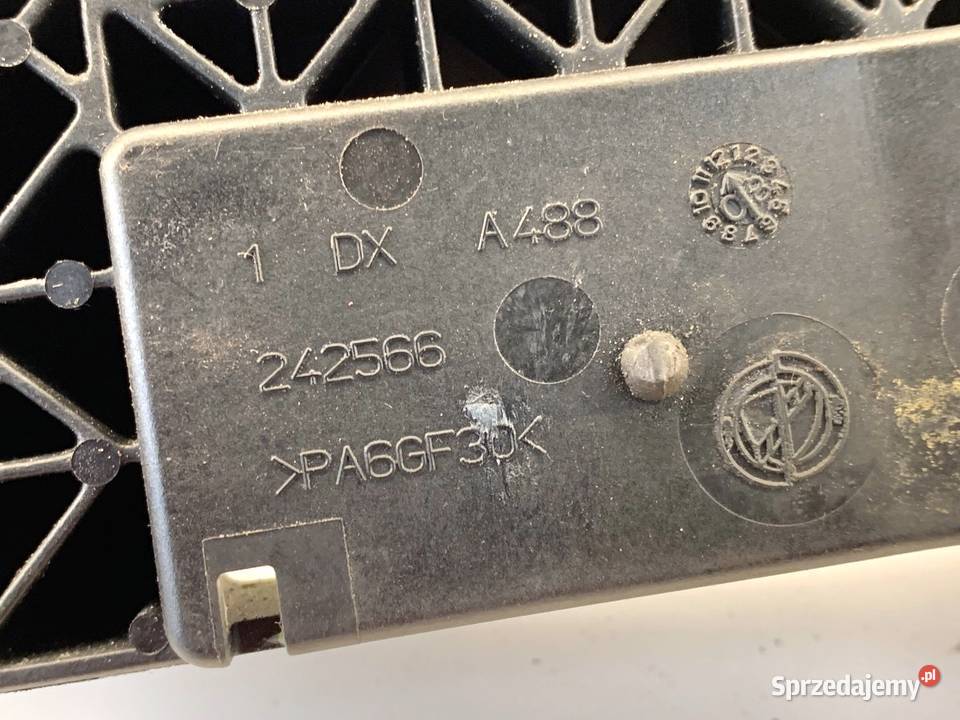 1 DX A488
242566
>PA6GF30<
Sprzedajemy.pl